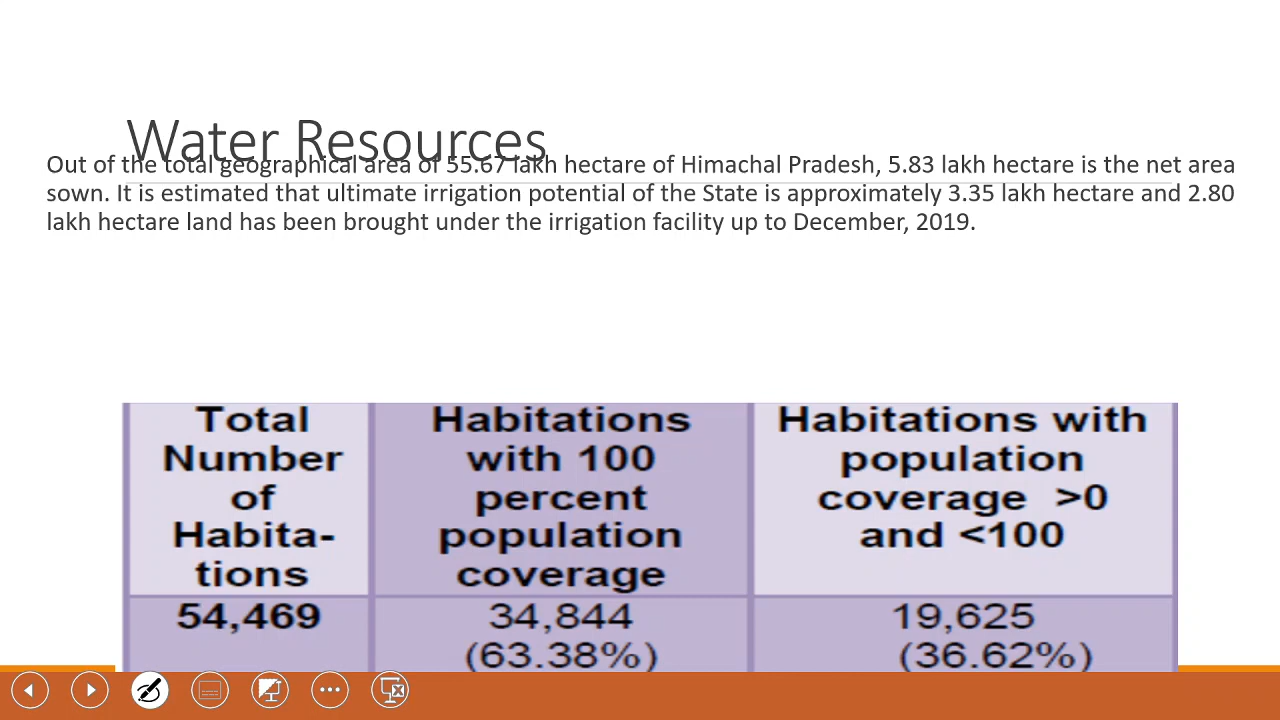 Water Resources
Out of the total geographical area of 55.67 lakh hectare of Himachal Pradesh, 5.83 lakh hectare is the net area
sown. It is estimated that ultimate irrigation potential of the State is approximately 3.35 lakh hectare and 2.80
lakh hectare land has been brought under the irrigation facility up to December, 2019.
Total
Number
of
Habita-
tions
Habitations
with 100
percent
population
coverage
Habitations with
population
coverage >0
and <100
54,469
34,844
(63.38%)
19,625
(36.62%)